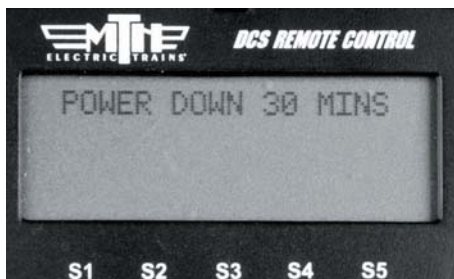 MTH DCS REMOTE CONTROL
ELECTRIC TRAINS
POWER DOWN 30 MINS
S1 S2 S3 S4 S5